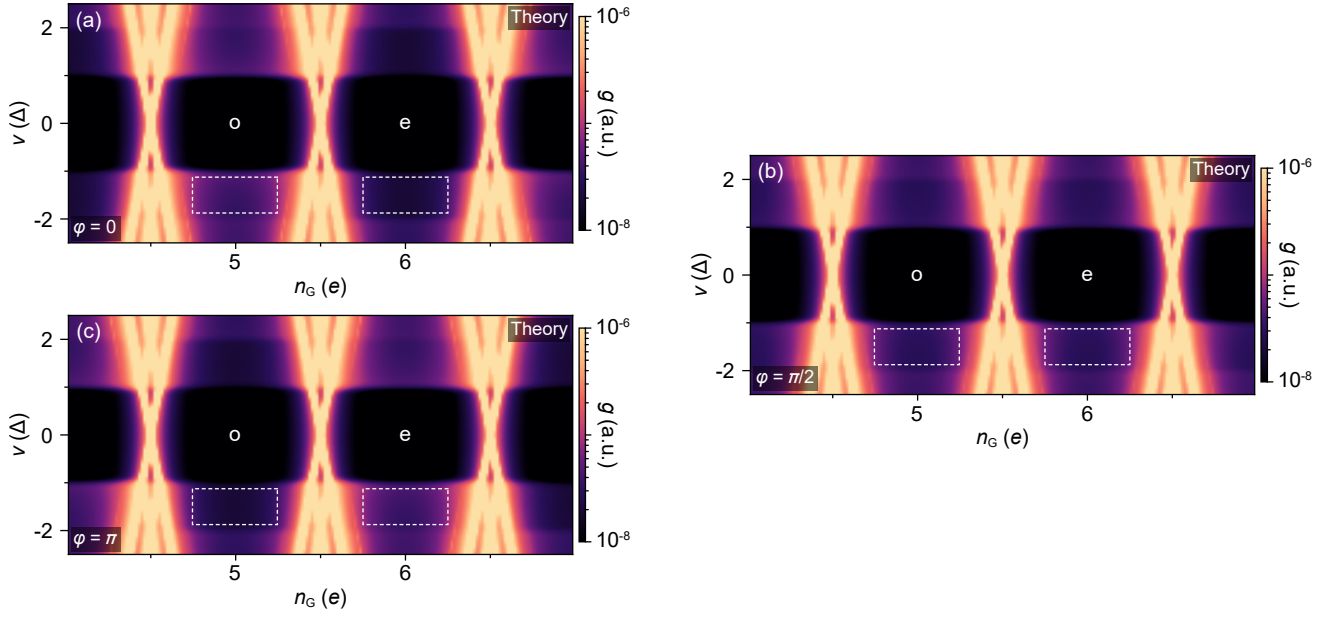 (a)
Theory
2
0
-2
v (Δ)
o
e
φ = 0
5
6
n_G (e)
10^-6
g (a.u.)
10^-8
(b)
Theory
2
0
-2
v (Δ)
o
e
φ = π/2
5
6
n_G (e)
10^-6
g (a.u.)
10^-8
(c)
Theory
2
0
-2
v (Δ)
o
e
φ = π
5
6
n_G (e)
10^-6
g (a.u.)
10^-8